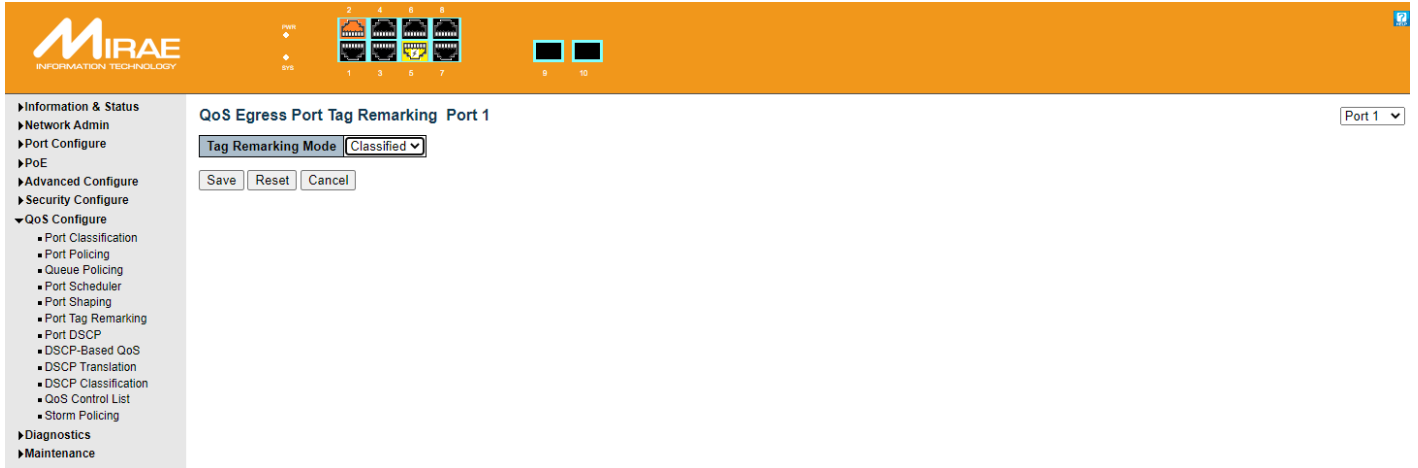 2 4 6 8
PWR
SYS
1 3 5 7 9 10
HELP
MIRAE
INFORMATION TECHNOLOGY
Information & Status
Network Admin
Port Configure
PoE
Advanced Configure
Security Configure
QoS Configure
Port Classification
Port Policing
Queue Policing
Port Scheduler
Port Shaping
Port Tag Remarking
Port DSCP
DSCP-Based QoS
DSCP Translation
DSCP Classification
QoS Control List
Storm Policing
Diagnostics
Maintenance
QoS Egress Port Tag Remarking Port 1
Port 1
Tag Remarking Mode Classified
Save Reset Cancel